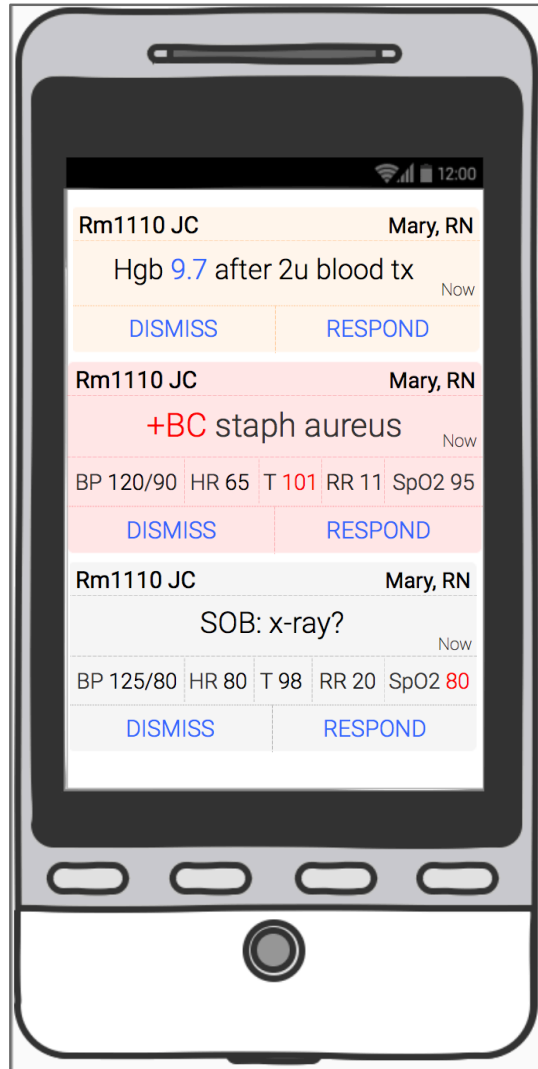 12:00
Rm1110 JC Mary, RN
Hgb 9.7 after 2u blood tx
Now
DISMISS RESPOND
Rm1110 JC Mary, RN
+BC staph aureus
Now
BP 120/90 HR 65 T 101 RR 11 SpO2 95
DISMISS RESPOND
Rm1110 JC Mary, RN
SOB: x-ray?
Now
BP 125/80 HR 80 T 98 RR 20 SpO2 80
DISMISS RESPOND